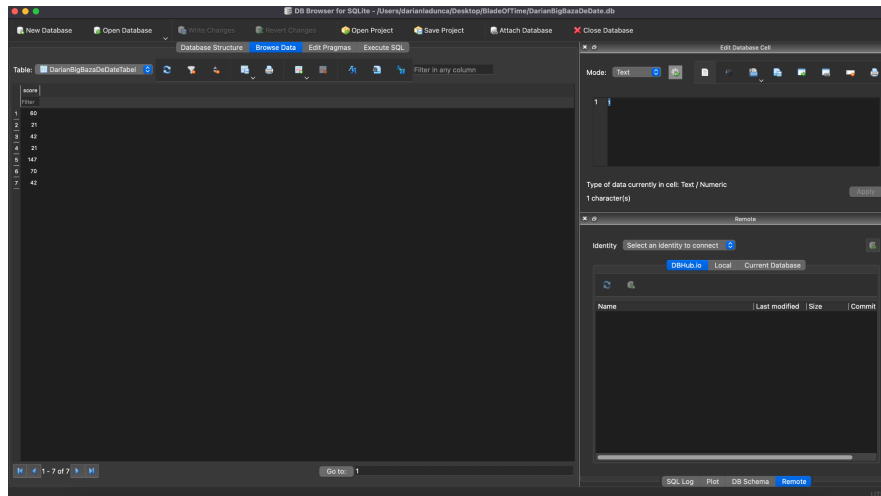 DB Browser for SQLite - /Users/darianladunca/Desktop/BladeOfTime/DarianBigBazaDeDate.db
New Database Open Database Write Changes Revert Changes Open Project Save Project Attach Database Close Database
Database Structure Browse Data Edit Pragmas Execute SQL
Table: DarianBigBazaDeDateTabel Filter in any column
score
Filter
1 60
2 21
3 42
4 21
5 147
6 70
7 42
1 - 7 of 7 Go to: 1
Edit Database Cell
Mode: Text
1 1
Type of data currently in cell: Text / Numeric
1 character(s)
Apply
Remote
Identity Select an identity to connect
DBHub.io Local Current Database
Name Last modified Size Commit
SQL Log Plot DB Schema Remote